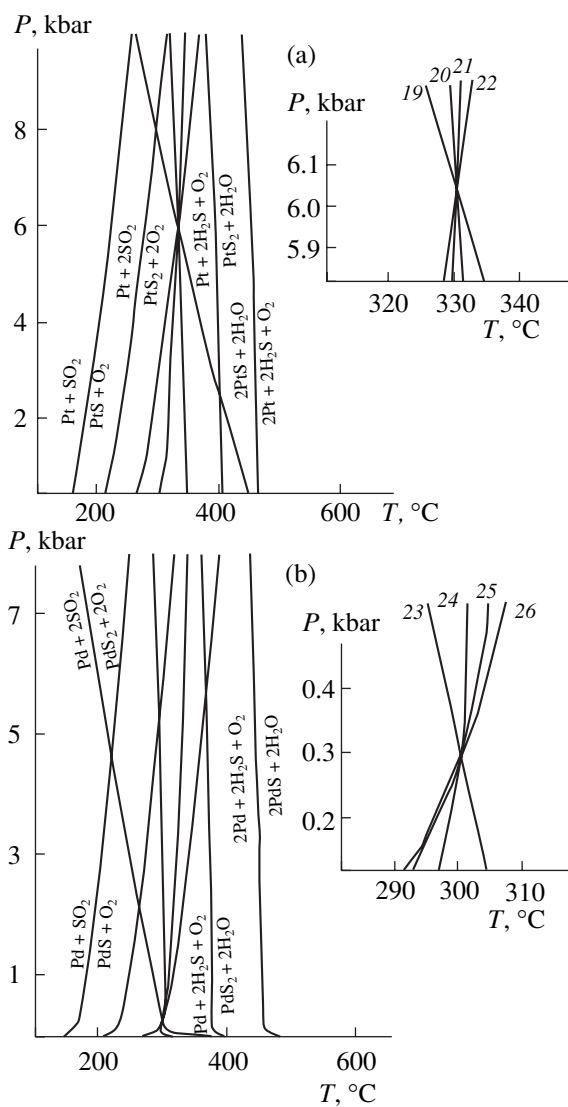 P, kbar
(a)
8
6
4
2
Pt + SO₂
PtS + O₂
Pt + 2SO₂
PtS₂ + 2O₂
Pt + 2H₂S + O₂
PtS₂ + 2H₂O
2PtS + 2H₂O
2Pt + 2H₂S + O₂
200 400 600
T, °C
P, kbar
19 20 21 22
6.1
6.0
5.9
320 330 340
T, °C
P, kbar
(b)
7
5
3
1
Pd + 2SO₂
PdS₂ + 2O₂
Pd + SO₂
PdS + O₂
Pd + 2H₂S + O₂
PdS₂ + 2H₂O
2Pd + 2H₂S + O₂
2PdS + 2H₂O
200 400 600
T, °C
P, kbar
23 24 25 26
0.4
0.3
0.2
290 300 310
T, °C